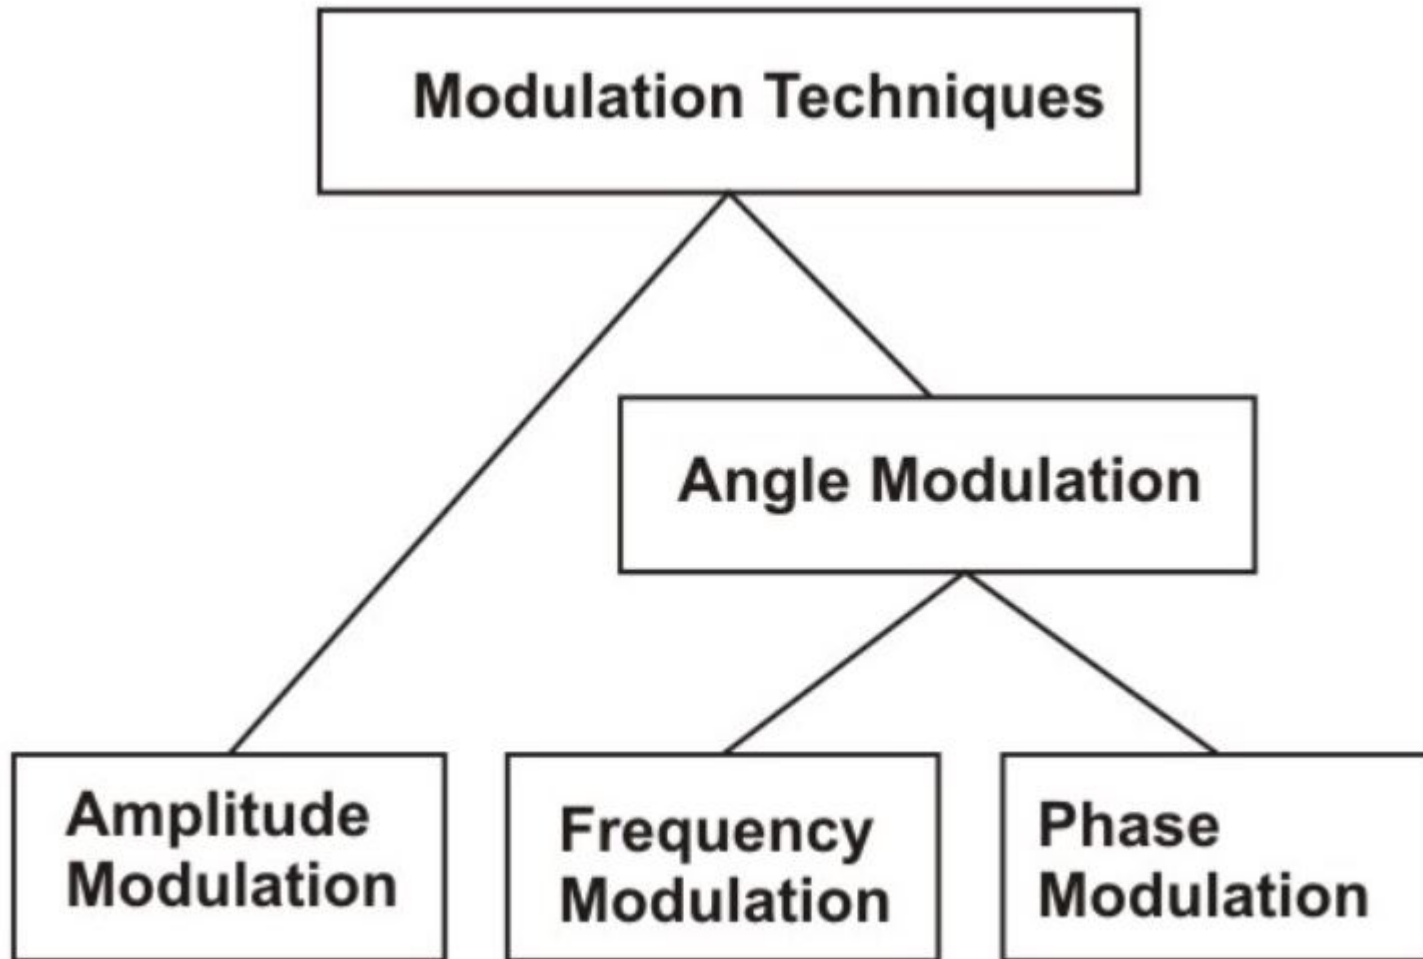 Modulation Techniques
Angle Modulation
Amplitude
Modulation
Frequency
Modulation
Phase
Modulation